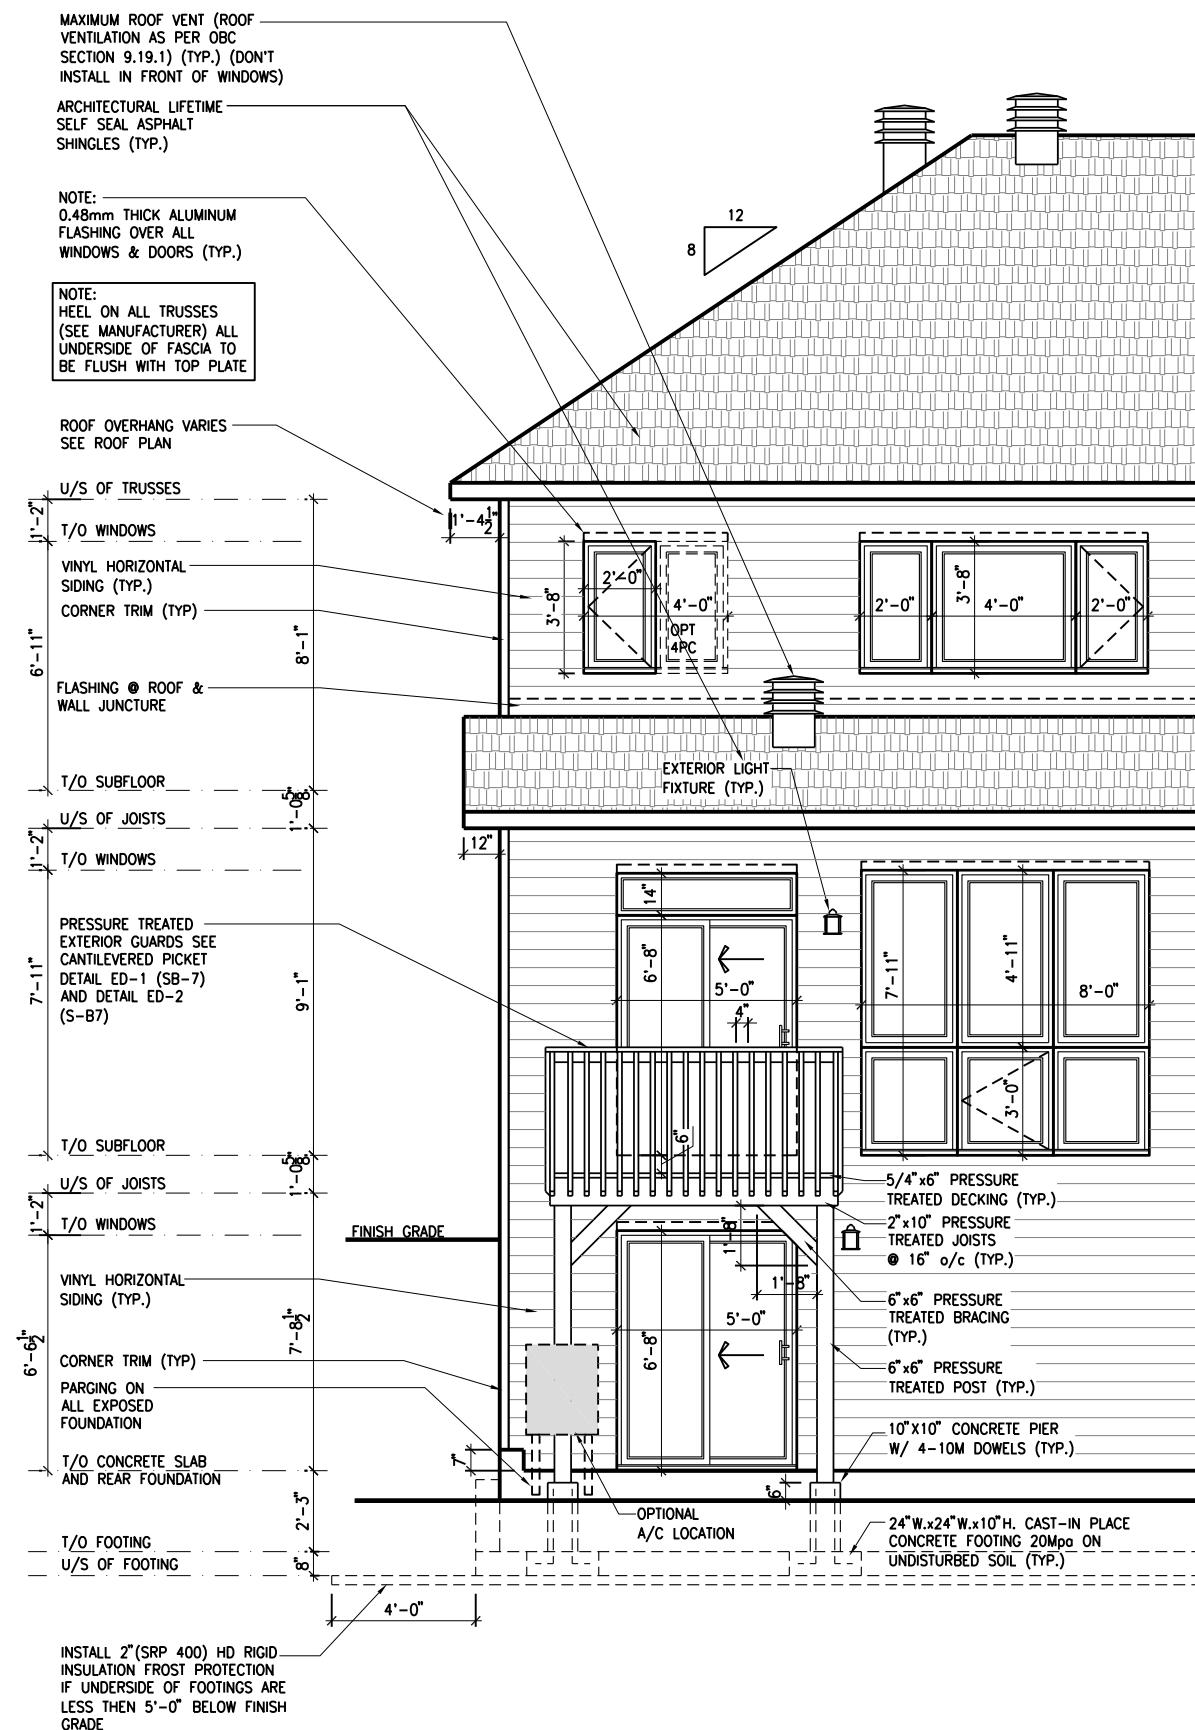 MAXIMUM ROOF VENT (ROOF
VENTILATION AS PER OBC
SECTION 9.19.1) (TYP.) (DON'T
INSTALL IN FRONT OF WINDOWS)
ARCHITECTURAL LIFETIME
SELF SEAL ASPHALT
SHINGLES (TYP.)
NOTE:
0.48mm THICK ALUMINUM
FLASHING OVER ALL
WINDOWS & DOORS (TYP.)
12
8
NOTE:
HEEL ON ALL TRUSSES
(SEE MANUFACTURER) ALL
UNDERSIDE OF FASCIA TO
BE FLUSH WITH TOP PLATE
ROOF OVERHANG VARIES
SEE ROOF PLAN
U/S OF TRUSSES
1'-2"
1'-4½"
T/O WINDOWS
VINYL HORIZONTAL
SIDING (TYP.)
CORNER TRIM (TYP)
6'-11"
8'-1"
3'-8"
2'-0"
4'-0"
OPT
4PC
2'-0"
3'-8"
4'-0"
2'-0"
FLASHING @ ROOF &
WALL JUNCTURE
EXTERIOR LIGHT
FIXTURE (TYP.)
T/O SUBFLOOR
1'-0⅝"
U/S OF JOISTS
1'-2"
12"
T/O WINDOWS
PRESSURE TREATED
EXTERIOR GUARDS SEE
CANTILEVERED PICKET
DETAIL ED-1 (SB-7)
AND DETAIL ED-2
(S-B7)
7'-11"
9'-1"
14"
6'-8"
5'-0"
4"
6"
7'-11"
4'-11"
8'-0"
3'-0"
T/O SUBFLOOR
1'-0⅝"
U/S OF JOISTS
1'-2"
T/O WINDOWS
5/4"x6" PRESSURE
TREATED DECKING (TYP.)
2"x10" PRESSURE
TREATED JOISTS
@ 16" o/c (TYP.)
FINISH GRADE
1'-8"
1'-8"
VINYL HORIZONTAL
SIDING (TYP.)
6"x6" PRESSURE
TREATED BRACING
(TYP.)
6'-6½"
7'-8½"
5'-0"
6'-8"
CORNER TRIM (TYP)
PARGING ON
ALL EXPOSED
FOUNDATION
6"x6" PRESSURE
TREATED POST (TYP.)
10"X10" CONCRETE PIER
W/ 4-10M DOWELS (TYP.)
T/O CONCRETE SLAB
AND REAR FOUNDATION
7"
6"
2'-3"
OPTIONAL
A/C LOCATION
24"W.x24"W.x10"H. CAST-IN PLACE
CONCRETE FOOTING 20Mpa ON
UNDISTURBED SOIL (TYP.)
T/O FOOTING
U/S OF FOOTING
8"
4'-0"
INSTALL 2"(SRP 400) HD RIGID
INSULATION FROST PROTECTION
IF UNDERSIDE OF FOOTINGS ARE
LESS THEN 5'-0" BELOW FINISH
GRADE